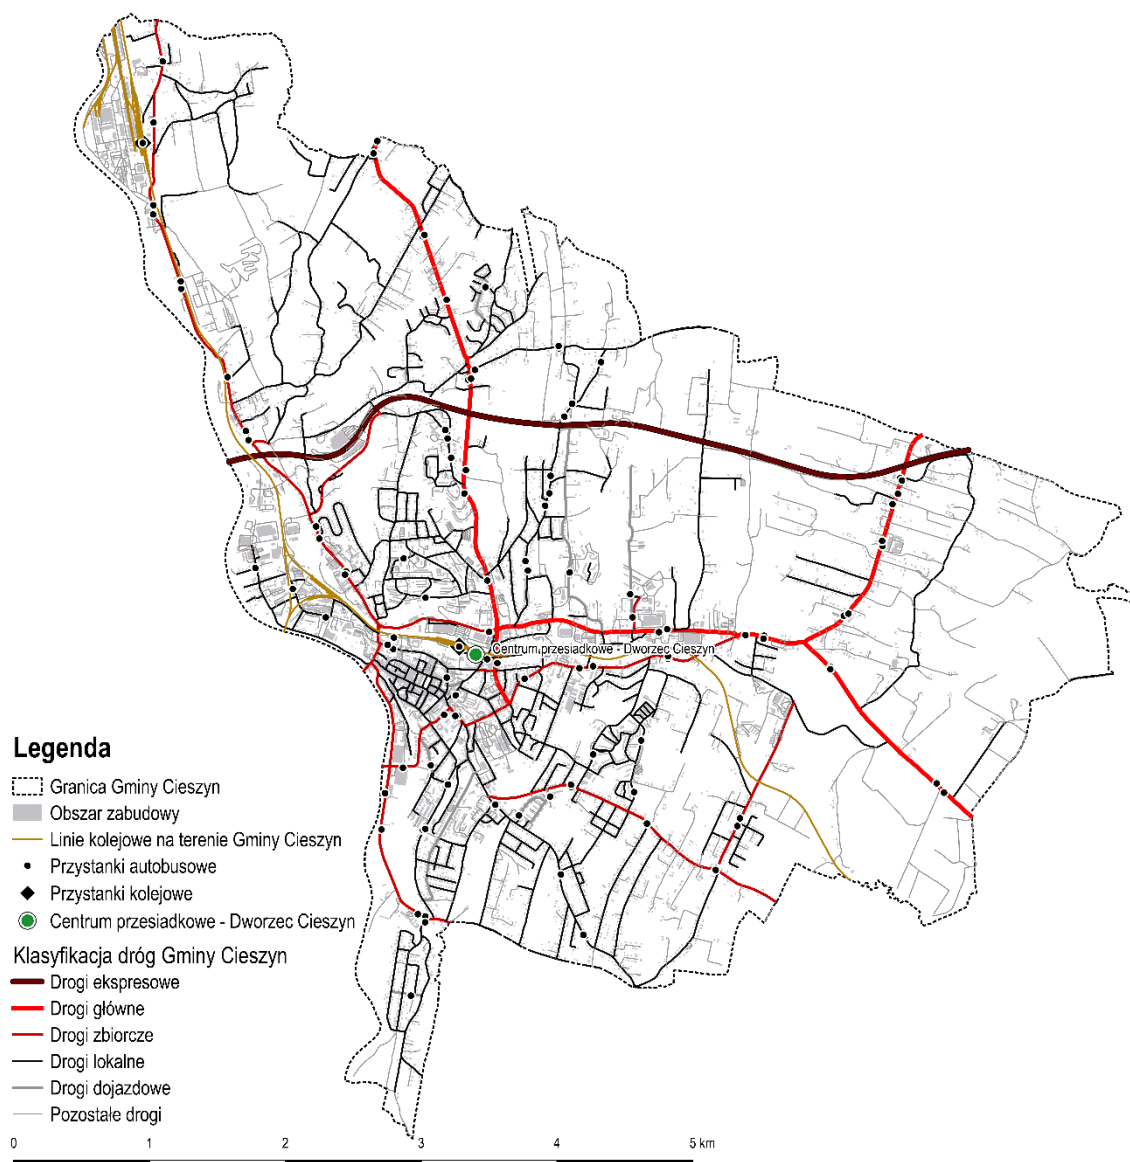 Centrum przesiadkowe - Dworzec Cieszyn
Legenda
Granica Gminy Cieszyn
Obszar zabudowy
Linie kolejowe na terenie Gminy Cieszyn
Przystanki autobusowe
Przystanki kolejowe
Centrum przesiadkowe - Dworzec Cieszyn
Klasyfikacja dróg Gminy Cieszyn
Drogi ekspresowe
Drogi główne
Drogi zbiorcze
Drogi lokalne
Drogi dojazdowe
Pozostałe drogi
0 1 2 3 4 5 km